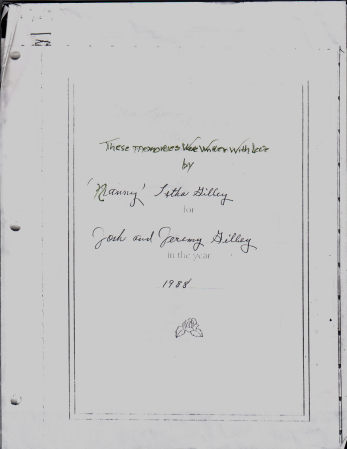 These memories were written with love
by
'Nanny' Letha Gilley
for
Josh and Jeremy Gilley
in the year
1988